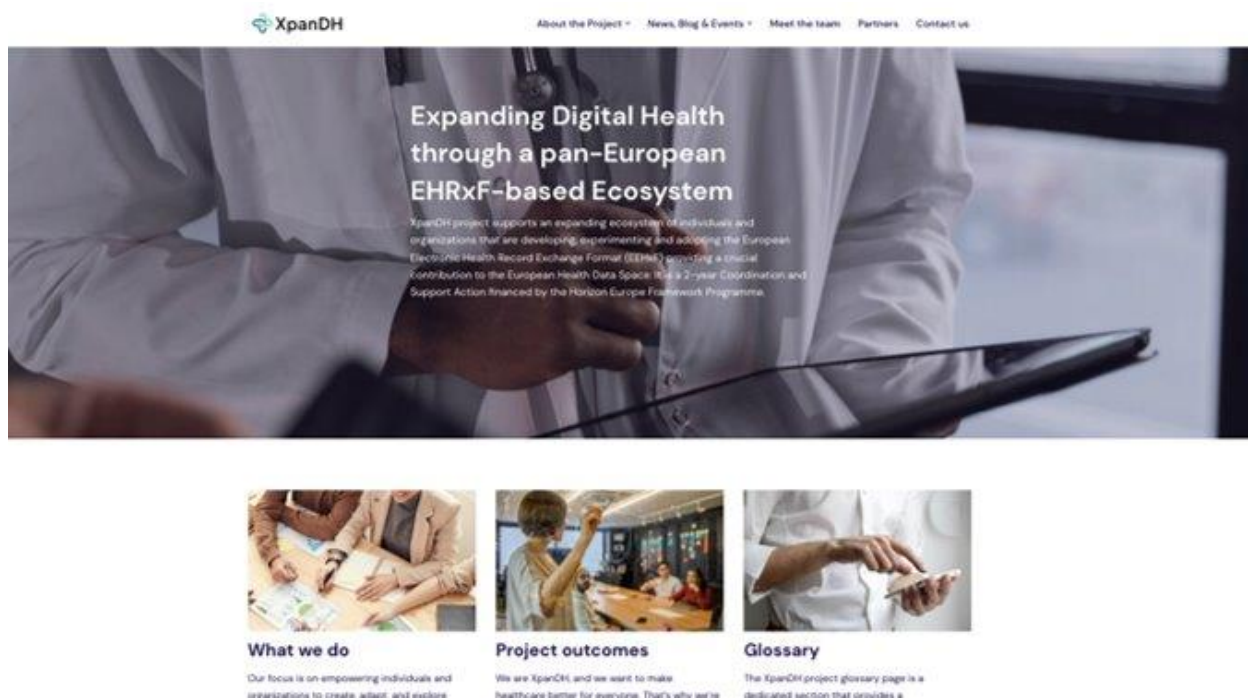 XpanDH
About the Project
News, Blog & Events
Meet the team
Partners
Contact us
Expanding Digital Health
through a pan-European
EHRxF-based Ecosystem
XpanDH project supports an expanding ecosystem of individuals and
organizations that are developing, experimenting and adopting the European
Electronic Health Record Exchange Format (EEHRxF) providing a crucial
contribution to the European Health Data Space. It is a 2-year Coordination and
Support Action financed by the Horizon Europe Framework Programme.
What we do
Our focus is on empowering individuals and
organizations to create, adapt, and explore
Project outcomes
We are XpanDH, and we want to make
healthcare better for everyone. That's why we're
Glossary
The XpanDH project glossary page is a
dedicated section that provides a